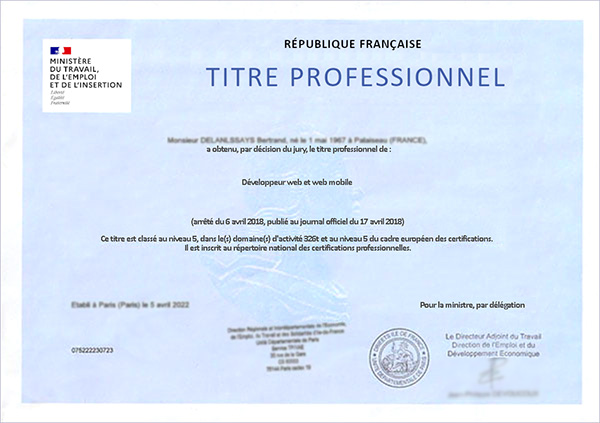 RÉPUBLIQUE FRANÇAISE
TITRE PROFESSIONNEL
MINISTÈRE
DU TRAVAIL,
DE L'EMPLOI
ET DE L'INSERTION
Liberté
Égalité
Fraternité
Monsieur Bertrand, né le 1 mai 1967 à Palaiseau (FRANCE),
a obtenu, par décision du jury, le titre professionnel de :
Développeur web et web mobile
(arrêté du 6 avril 2018, publié au journal officiel du 17 avril 2018)
Ce titre est classé au niveau 5, dans le(s) domaine(s) d'activité 326t et au niveau 5 du cadre européen des certifications.
Il est inscrit au répertoire national des certifications professionnelles.
Etabli à Paris (Paris) le 5 avril 2022
Pour la ministre, par délégation
075222230723
Le Directeur Adjoint du Travail
Direction de l'Emploi et du
Développement Economique